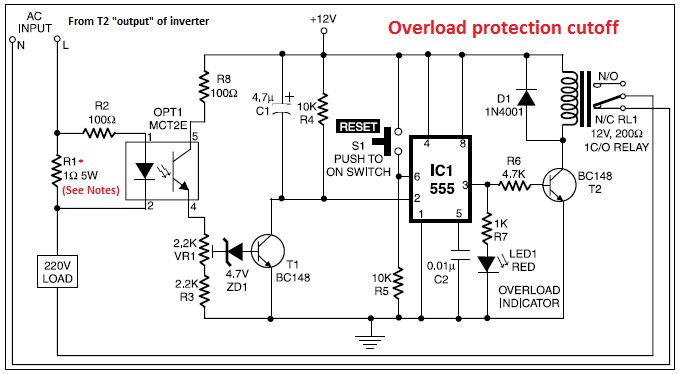 From T2 "output" of inverter
Overload protection cutoff
AC
INPUT
N
L
+12V
R8
100Ω
R2
100Ω
OPT1
MCT2E
1
5
2
4
R1*
1Ω 5W
(See Notes)
220V
LOAD
4.7µ
C1
+
10K
R4
RESET
S1
PUSH TO
ON SWITCH
4
8
6
2
3
1
5
IC1
555
D1
1N4001
N/O
N/C RL1
12V, 200Ω
1C/O RELAY
R6
4.7K
BC148
T2
2.2K
VR1
4.7V
ZD1
T1
BC148
2.2K
R3
10K
R5
0.01µ
C2
1K
R7
LED1
RED
OVERLOAD
INDICATOR